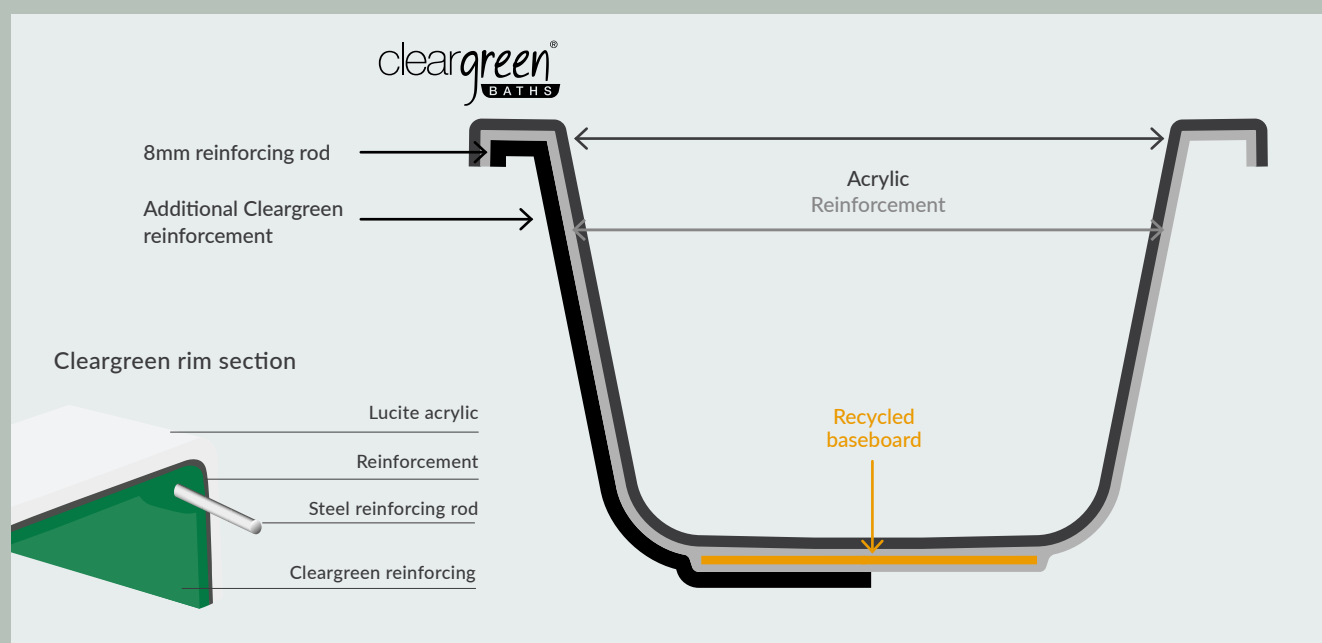 cleargreen®
BATHS
8mm reinforcing rod
Additional Cleargreen
reinforcement
Acrylic
Reinforcement
Cleargreen rim section
Lucite acrylic
Reinforcement
Steel reinforcing rod
Cleargreen reinforcing
Recycled
baseboard